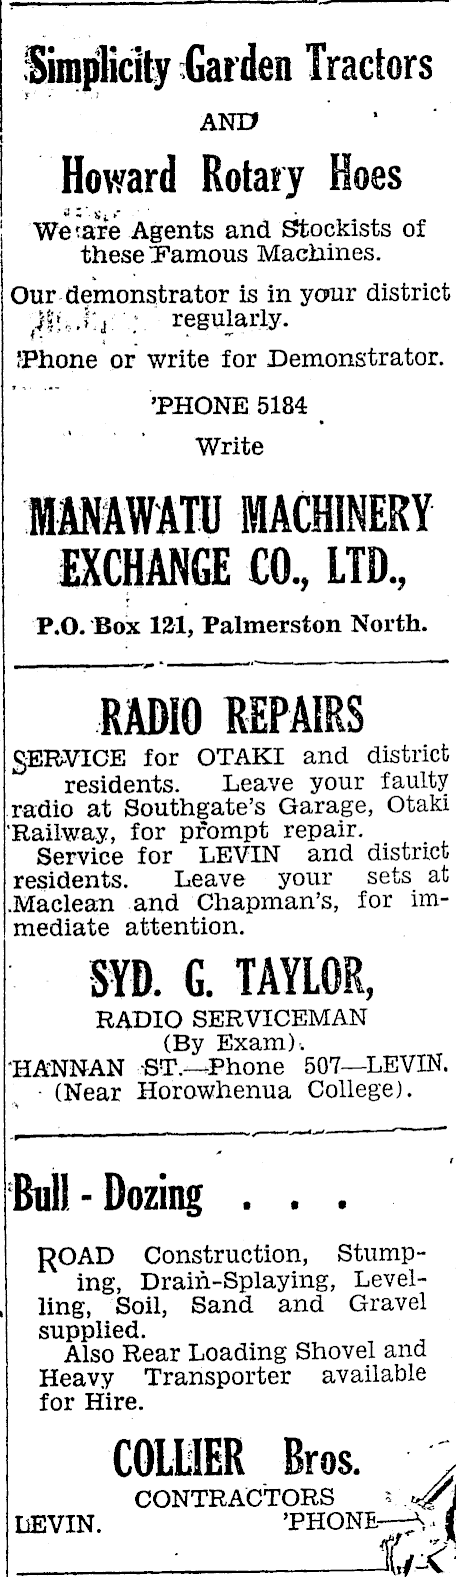 Simplicity Garden Tractors
AND
Howard Rotary Hoes
We are Agents and Stockists of
these Famous Machines.
Our demonstrator is in your district
regularly.
'Phone or write for Demonstrator.
'PHONE 5184
Write
MANAWATU MACHINERY
EXCHANGE CO., LTD.,
P.O. Box 121, Palmerston North.
RADIO REPAIRS
SERVICE for OTAKI and district
residents. Leave your faulty
radio at Southgate's Garage, Otaki
Railway, for prompt repair.
Service for LEVIN and district
residents. Leave your sets at
Maclean and Chapman's, for im-
mediate attention.
SYD. G. TAYLOR,
RADIO SERVICEMAN
(By Exam).
HANNAN ST.—Phone 507—LEVIN.
(Near Horowhenua College).
Bull - Dozing . . .
ROAD Construction, Stump-
ing, Drain-Splaying, Level-
ling, Soil, Sand and Gravel
supplied.
Also Rear Loading Shovel and
Heavy Transporter available
for Hire.
COLLIER Bros.
CONTRACTORS
LEVIN. 'PHONE—